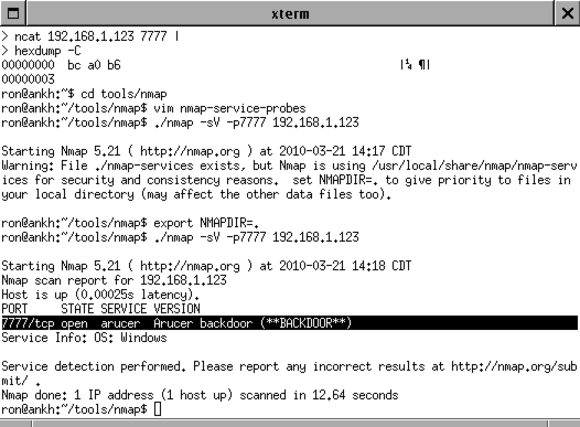 xterm
> ncat 192.168.1.123 7777 |
> hexdump -C
00000000  bc a0 b6                                          |¼ ¶|
00000003
ron@ankh:~$ cd tools/nmap
ron@ankh:~/tools/nmap$ vim nmap-service-probes
ron@ankh:~/tools/nmap$ ./nmap -sV -p7777 192.168.1.123
Starting Nmap 5.21 ( http://nmap.org ) at 2010-03-21 14:17 CDT
Warning: File ./nmap-services exists, but Nmap is using /usr/local/share/nmap/nmap-serv
ices for security and consistency reasons.  set NMAPDIR=. to give priority to files in
your local directory (may affect the other data files too).
ron@ankh:~/tools/nmap$ export NMAPDIR=.
ron@ankh:~/tools/nmap$ ./nmap -sV -p7777 192.168.1.123
Starting Nmap 5.21 ( http://nmap.org ) at 2010-03-21 14:18 CDT
Nmap scan report for 192.168.1.123
Host is up (0.00025s latency).
PORT     STATE SERVICE VERSION
7777/tcp open  arucer  Arucer backdoor (**BACKDOOR**)
Service Info: OS: Windows
Service detection performed. Please report any incorrect results at http://nmap.org/sub
mit/ .
Nmap done: 1 IP address (1 host up) scanned in 12.64 seconds
ron@ankh:~/tools/nmap$